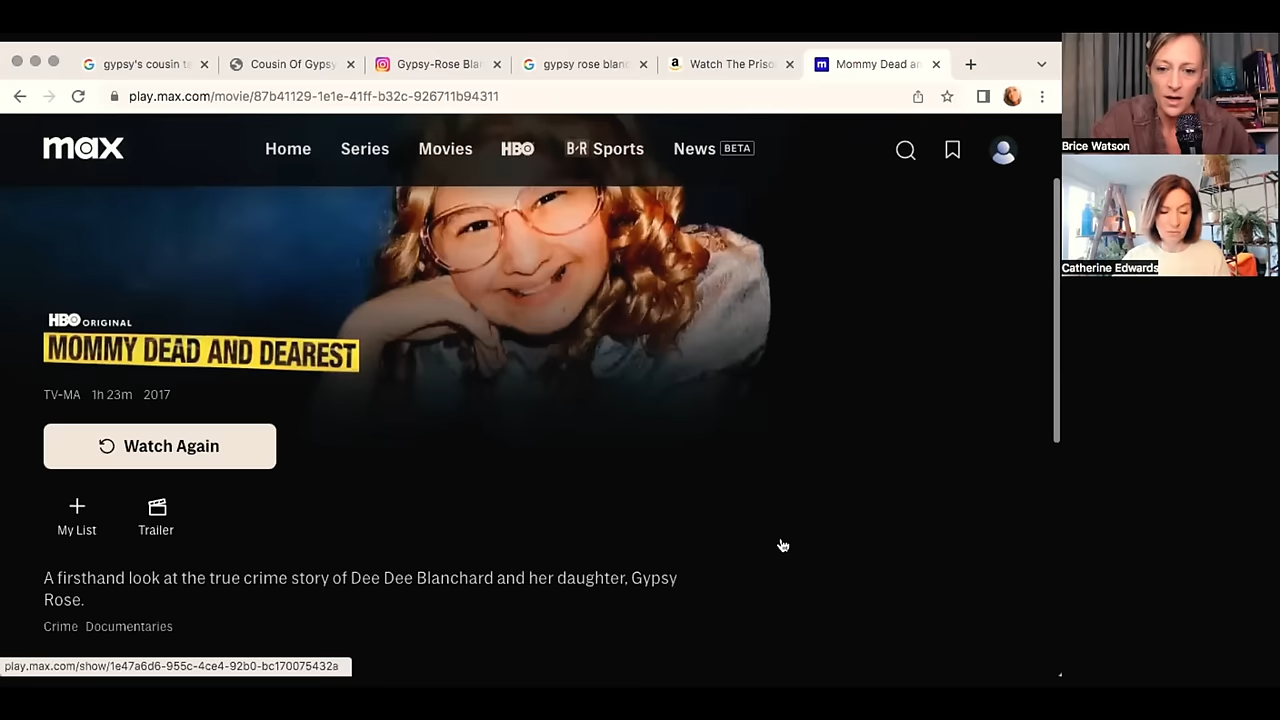 gypsy's cousin t
Cousin Of Gypsy
Gypsy-Rose Bla
gypsy rose blanc
Watch The Priso
Mommy Dead an
play.max.com/movie/87b41129-1e1e-41ff-b32c-926711b94311
max
Home
Series
Movies
HBO
B/R Sports
News BETA
Brice Watson
Catherine Edwards
HBO ORIGINAL
MOMMY DEAD AND DEAREST
TV-MA 1h 23m 2017
Watch Again
My List
Trailer
A firsthand look at the true crime story of Dee Dee Blanchard and her daughter, Gypsy
Rose.
Crime Documentaries
play.max.com/show/1e47a6d6-955c-4ce4-92b0-bc170075432a